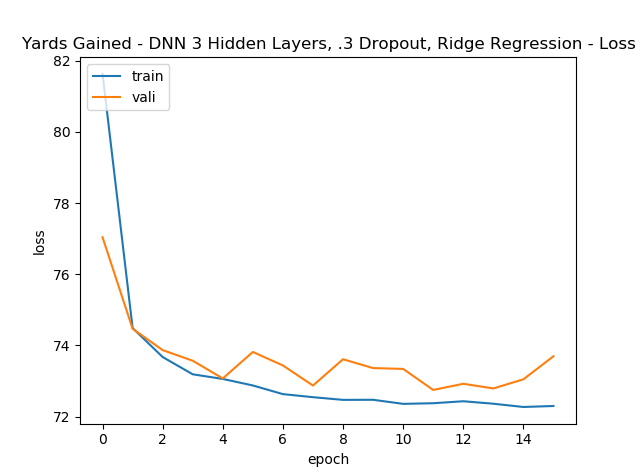 Yards Gained - DNN 3 Hidden Layers, .3 Dropout, Ridge Regression - Loss
train
vali
82
80
78
76
74
72
loss
0 2 4 6 8 10 12 14
epoch